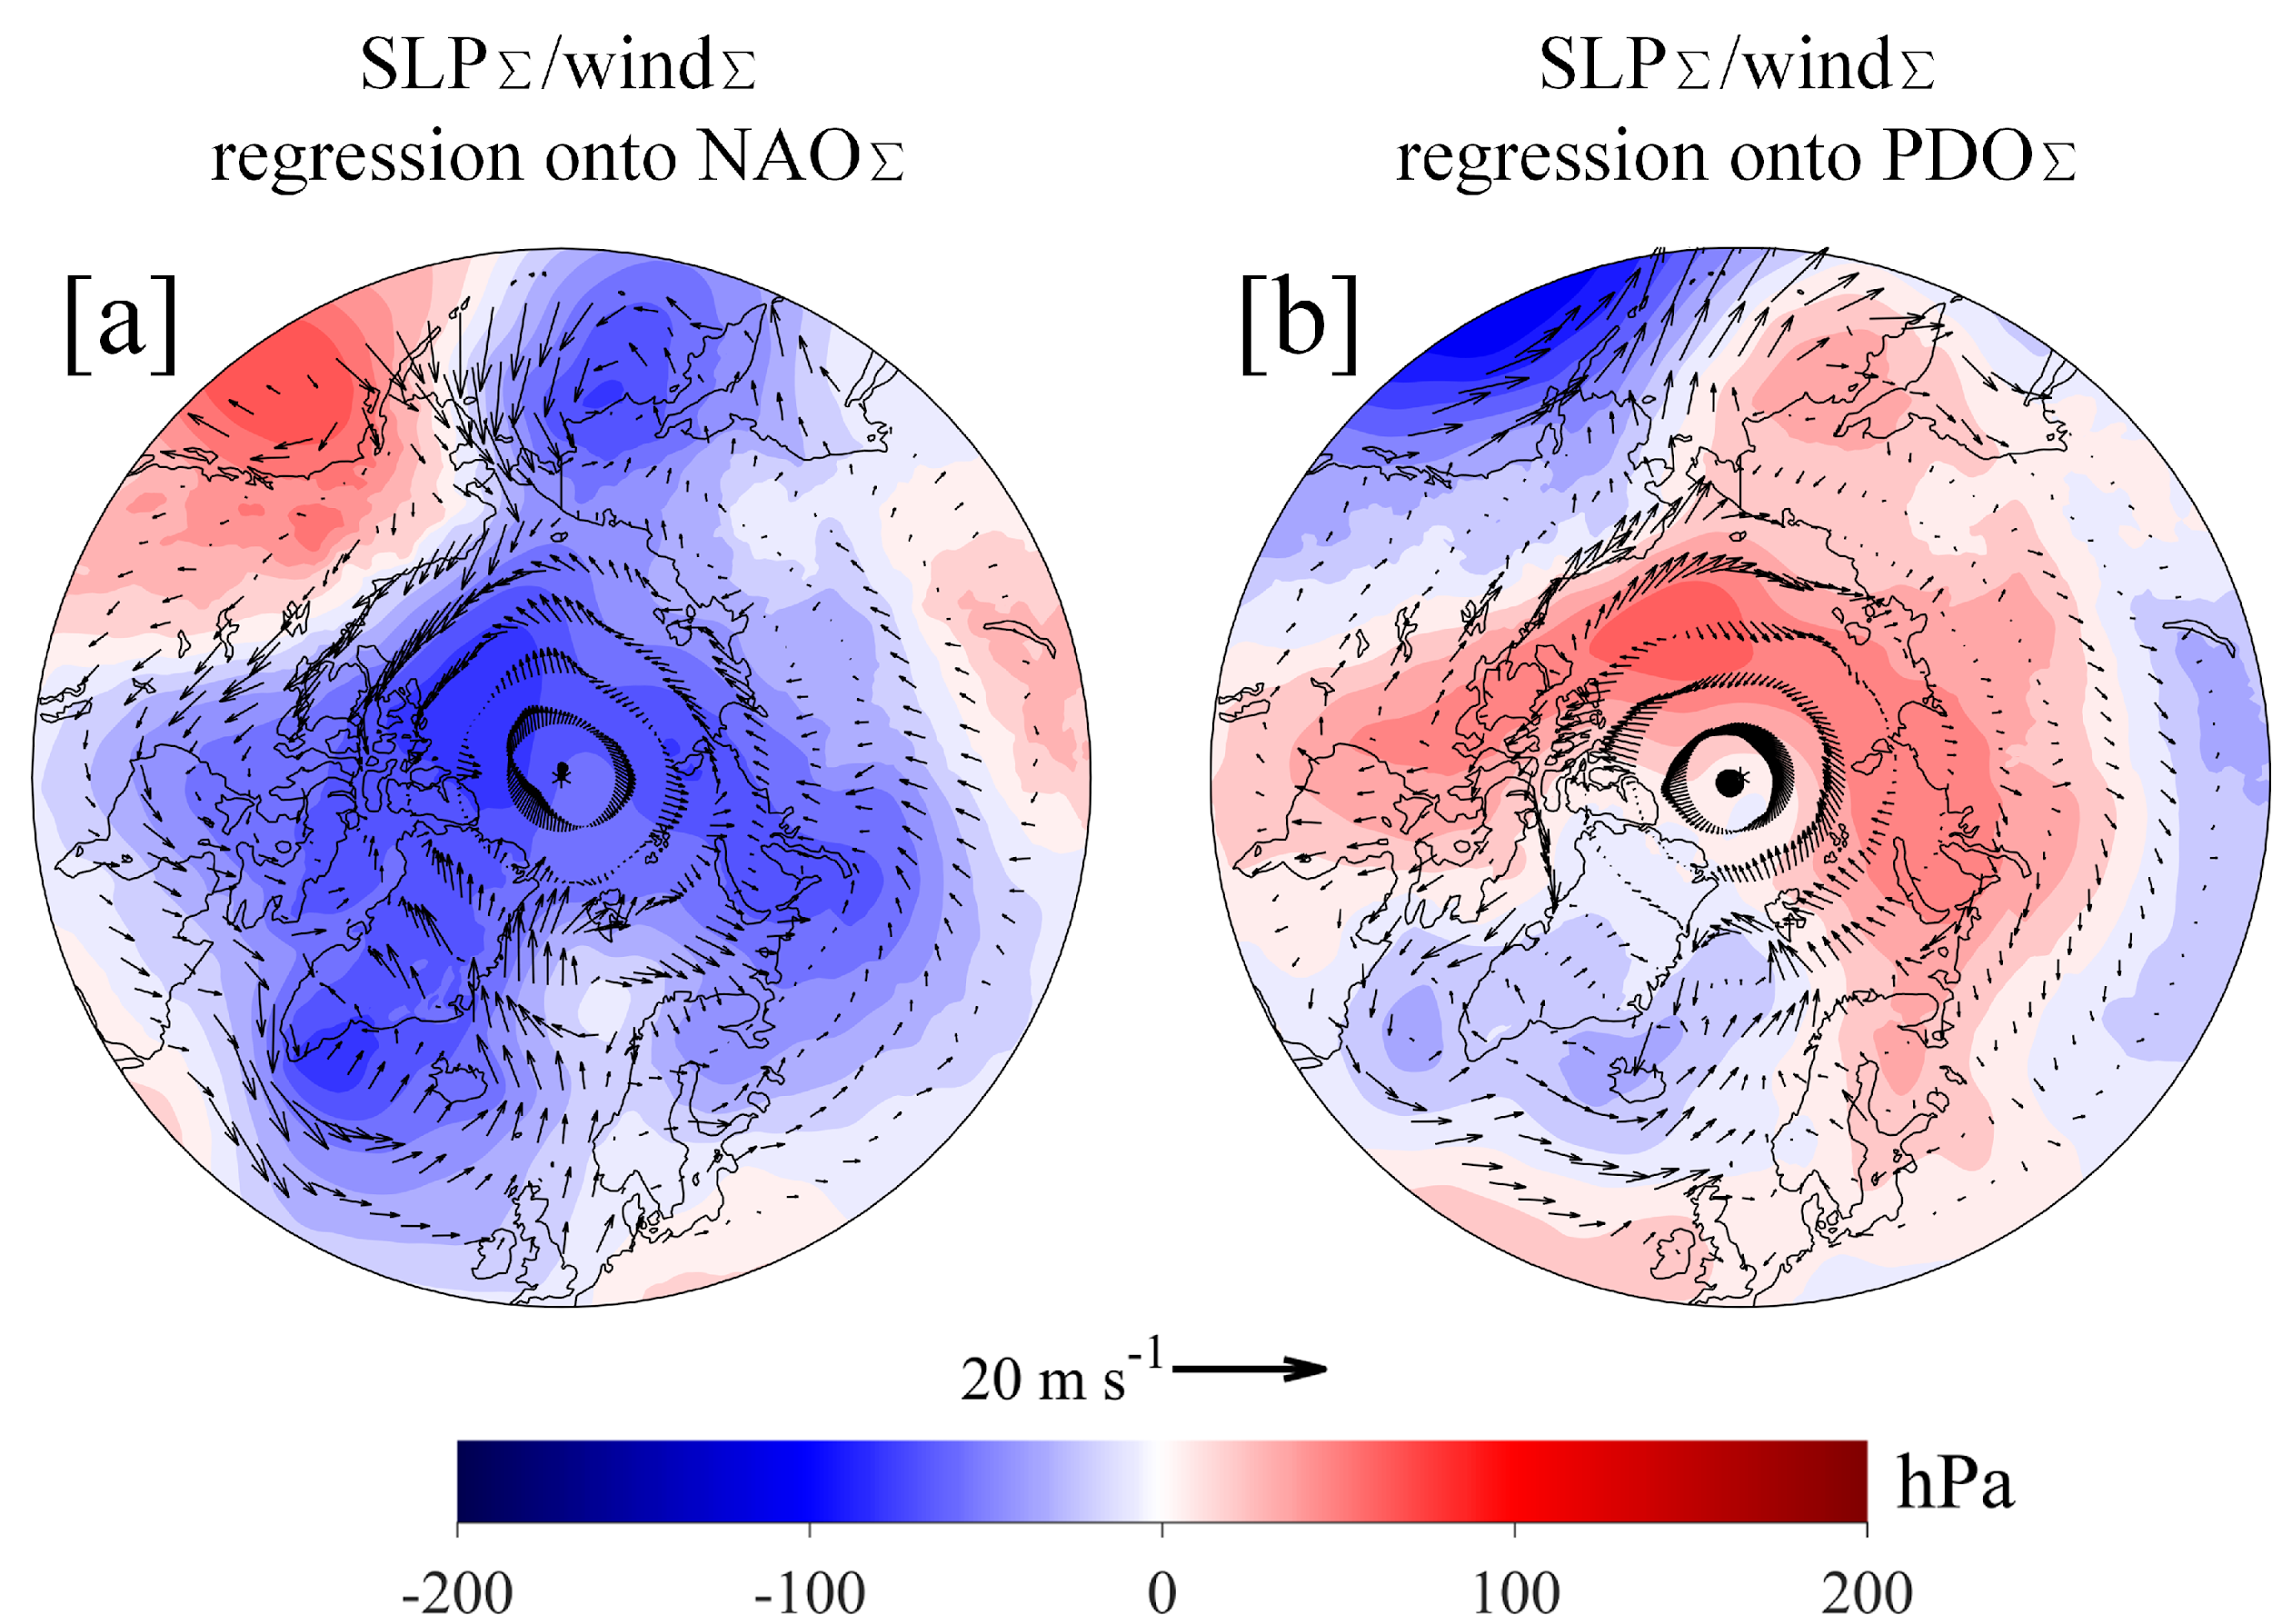 SLPΣ/windΣ
regression onto NAOΣ
SLPΣ/windΣ
regression onto PDOΣ
[a]
[b]
20 m s-1
hPa
-200 -100 0 100 200